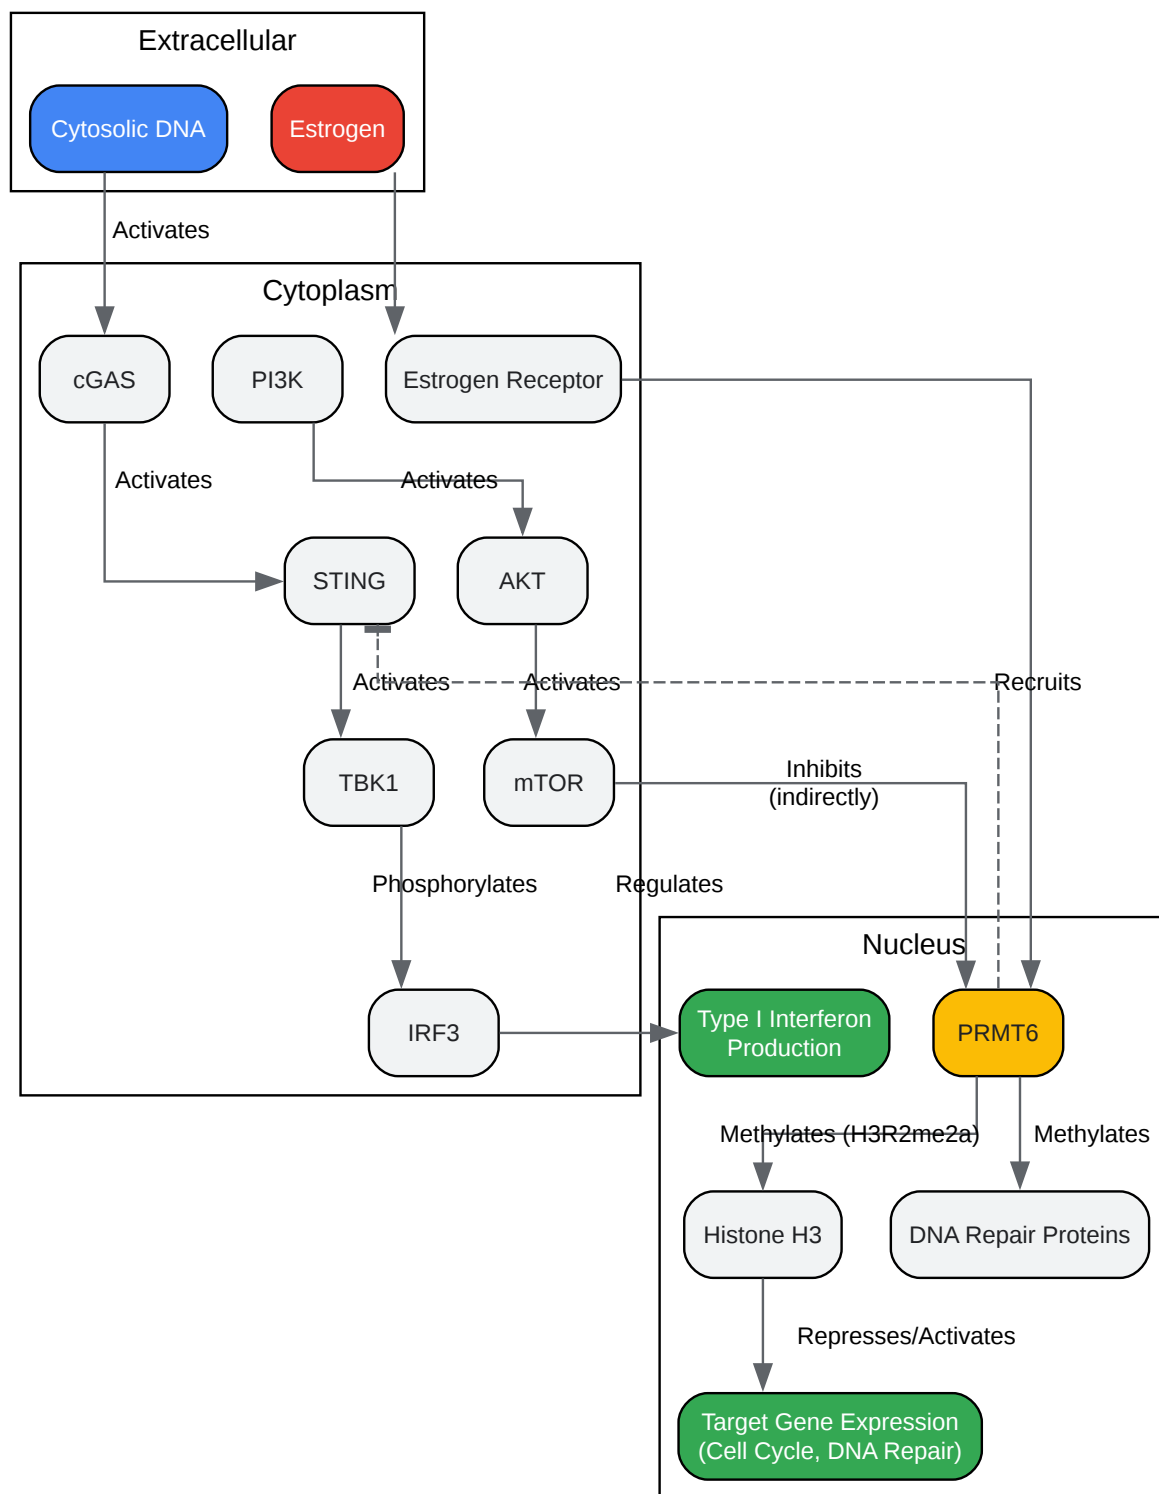 Extracellular
Cytosolic DNA
Estrogen
Activates
Cytoplasm
cGAS
PI3K
Estrogen Receptor
Activates
Activates
STING
AKT
Activates
Activates
Recruits
TBK1
mTOR
Inhibits
(indirectly)
Phosphorylates
Regulates
Nucleus
IRF3
Type I Interferon
Production
PRMT6
Methylates (H3R2me2a)
Methylates
Histone H3
DNA Repair Proteins
Represses/Activates
Target Gene Expression
(Cell Cycle, DNA Repair)